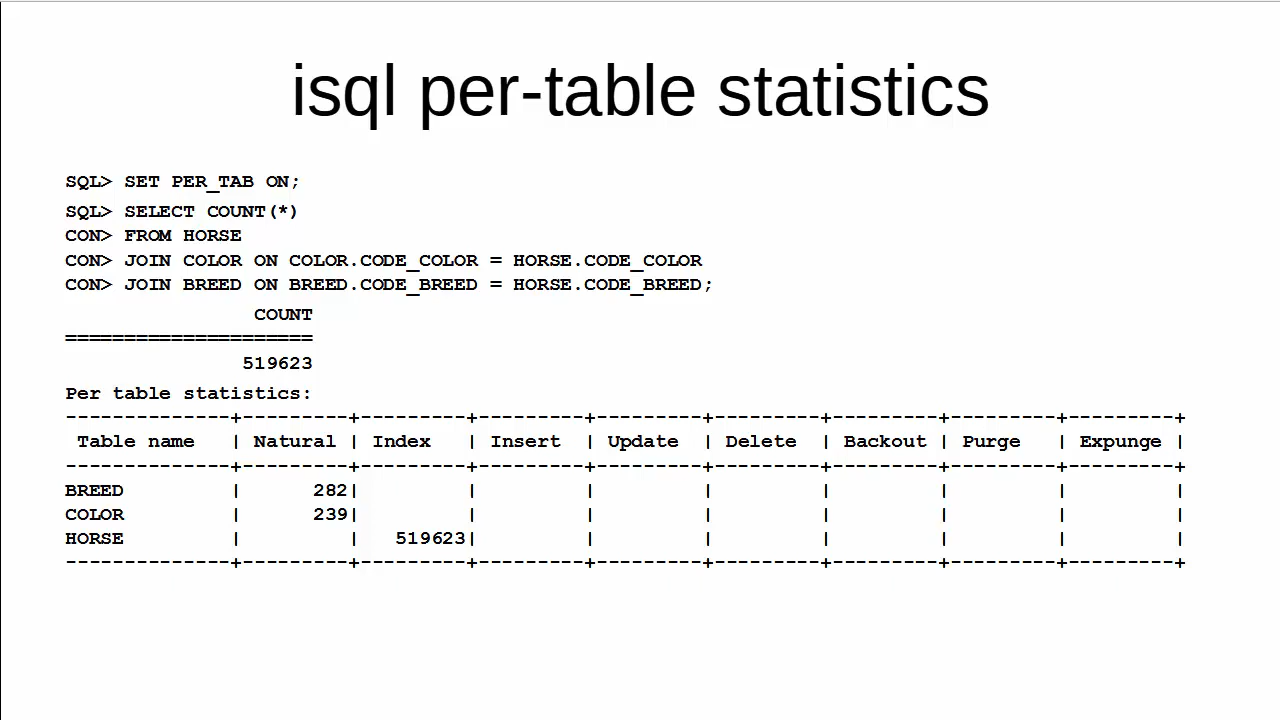 isql per-table statistics
SQL> SET PER_TAB ON;
SQL> SELECT COUNT(*)
CON> FROM HORSE
CON> JOIN COLOR ON COLOR.CODE_COLOR = HORSE.CODE_COLOR
CON> JOIN BREED ON BREED.CODE_BREED = HORSE.CODE_BREED;
                COUNT
=====================
               519623
Per table statistics:
--------------+---------+---------+---------+---------+---------+---------+---------+---------+
 Table name   | Natural | Index   | Insert  | Update  | Delete  | Backout | Purge   | Expunge |
--------------+---------+---------+---------+---------+---------+---------+---------+---------+
BREED         |      282|         |         |         |         |         |         |         |
COLOR         |      239|         |         |         |         |         |         |         |
HORSE         |         |   519623|         |         |         |         |         |         |
--------------+---------+---------+---------+---------+---------+---------+---------+---------+